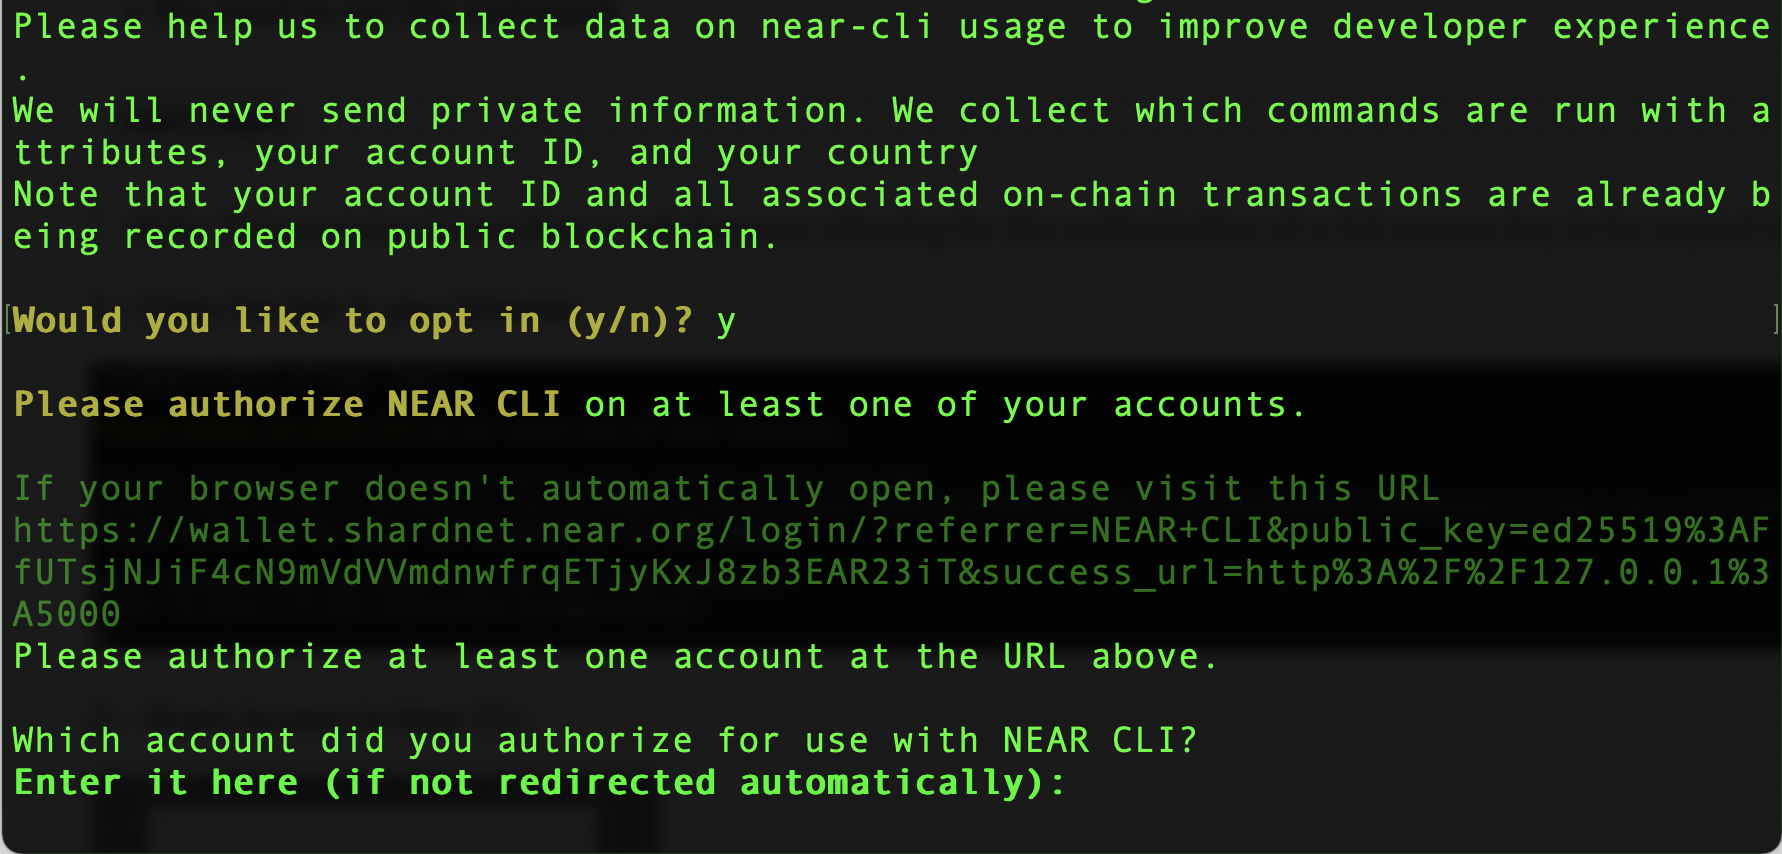 Please help us to collect data on near-cli usage to improve developer experience
.
We will never send private information. We collect which commands are run with a
ttributes, your account ID, and your country
Note that your account ID and all associated on-chain transactions are already b
eing recorded on public blockchain.
[Would you like to opt in (y/n)? y ]
Please authorize NEAR CLI on at least one of your accounts.
If your browser doesn't automatically open, please visit this URL
https://wallet.shardnet.near.org/login/?referrer=NEAR+CLI&public_key=ed25519%3AF
fUTsjNJiF4cN9mVdVVmdnwfrqETjyKxJ8zb3EAR23iT&success_url=http%3A%2F%2F127.0.0.1%3
A5000
Please authorize at least one account at the URL above.
Which account did you authorize for use with NEAR CLI?
Enter it here (if not redirected automatically):